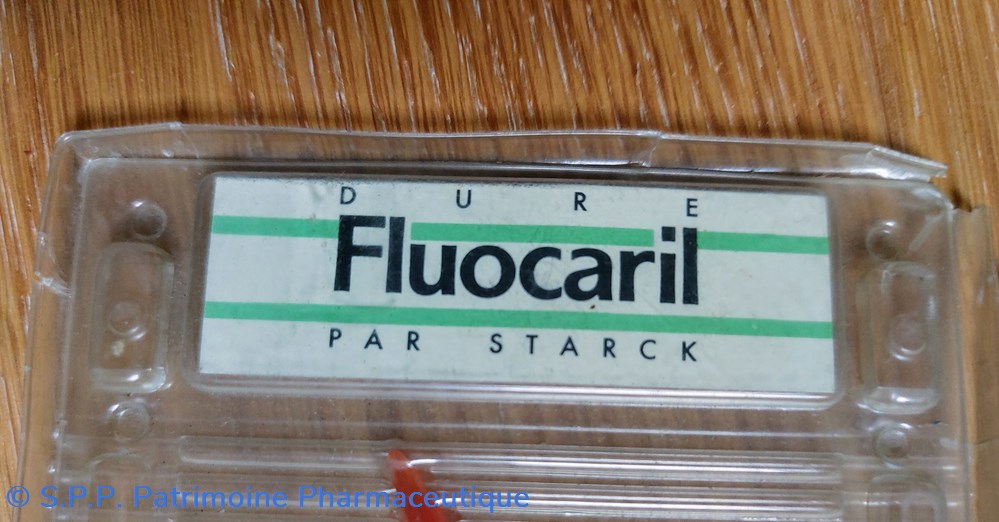 DURE
Fluocaril
PAR STARCK
© S.P.P. Patrimoine Pharmaceutique